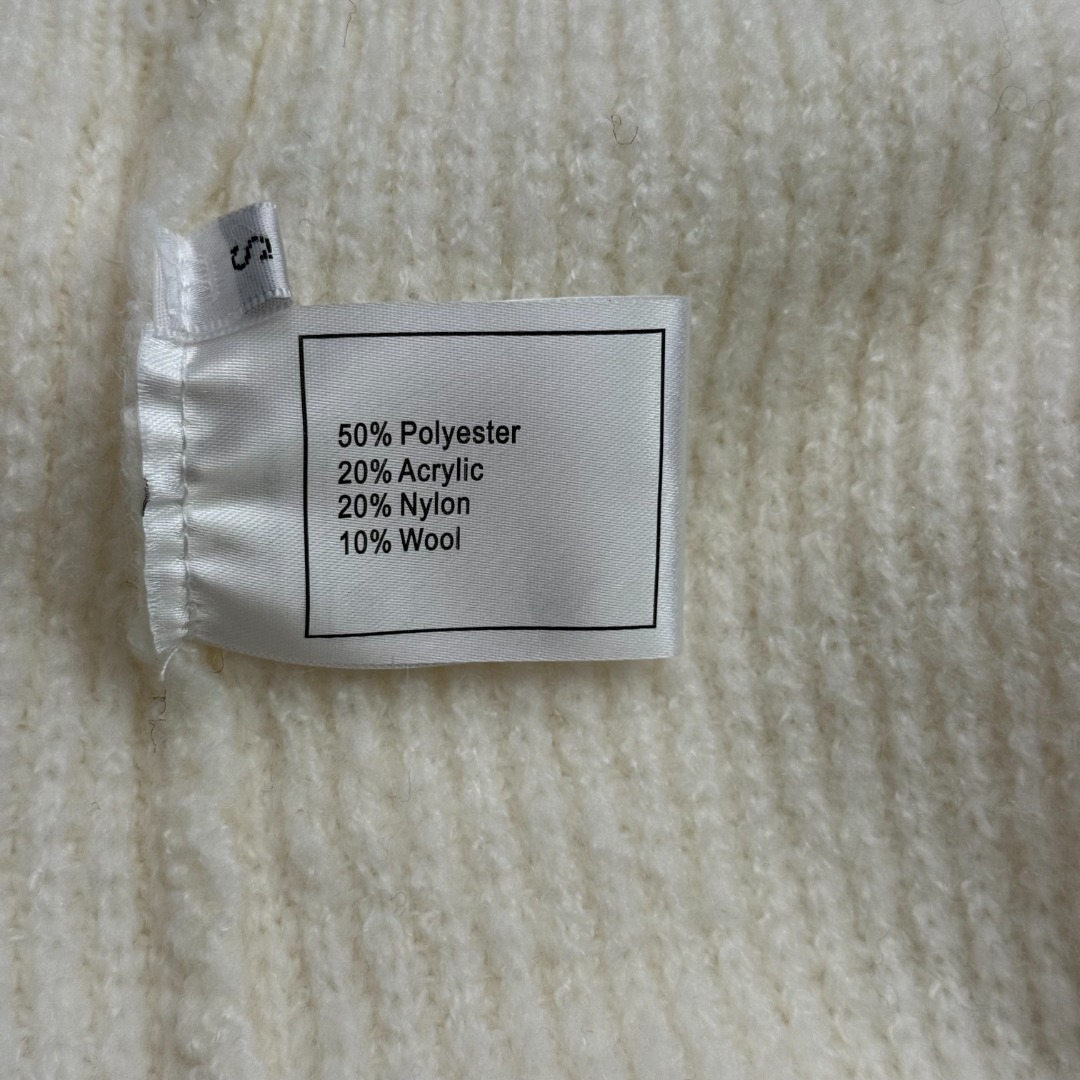 S
50% Polyester
20% Acrylic
20% Nylon
10% Wool